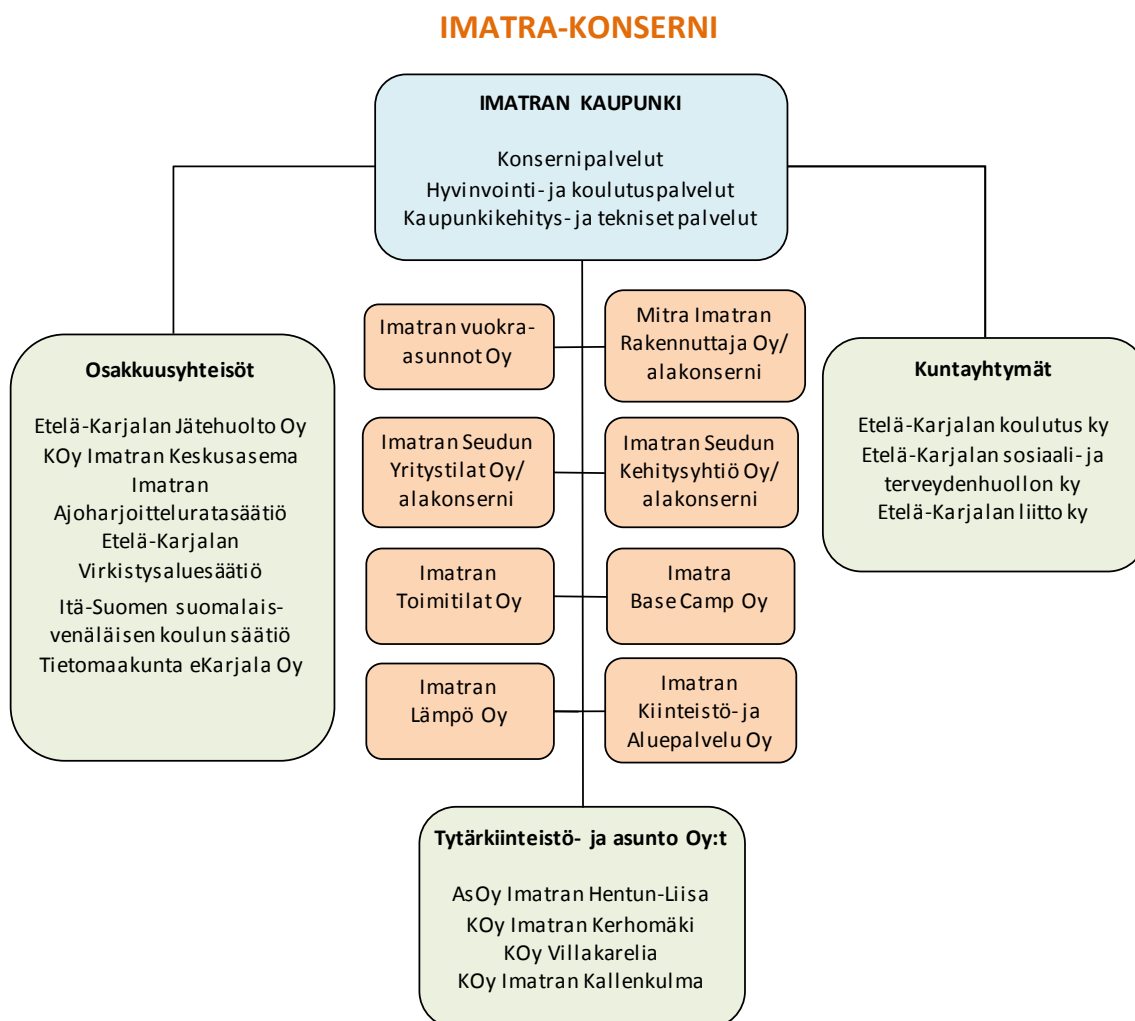 IMATRA-KONSERNI
IMATRAN KAUPUNKI
Konsernipalvelut
Hyvinvointi- ja koulutuspalvelut
Kaupunkikehitys- ja tekniset palvelut
Osakkuusyhteisöt
Etelä-Karjalan Jätehuolto Oy
KOy Imatran Keskusasema
Imatran
Ajoharjoitteluratasäätiö
Etelä-Karjalan
Virkistysaluesäätiö
Itä-Suomen suomalais-
venäläisen koulun säätiö
Tietomaakunta eKarjala Oy
Imatran vuokra-
asunnot Oy
Mitra Imatran
Rakennuttaja Oy/
alakonserni
Imatran Seudun
Yritystilat Oy/
alakonserni
Imatran Seudun
Kehitysyhtiö Oy/
alakonserni
Imatran
Toimitilat Oy
Imatra
Base Camp Oy
Imatran
Lämpö Oy
Imatran
Kiinteistö- ja
Aluepalvelu Oy
Kuntayhtymät
Etelä-Karjalan koulutus ky
Etelä-Karjalan sosiaali- ja
terveydenhuollon ky
Etelä-Karjalan liitto ky
Tytärkiinteistö- ja asunto Oy:t
AsOy Imatran Hentun-Liisa
KOy Imatran Kerhomäki
KOy Villakarelia
KOy Imatran Kallenkulma